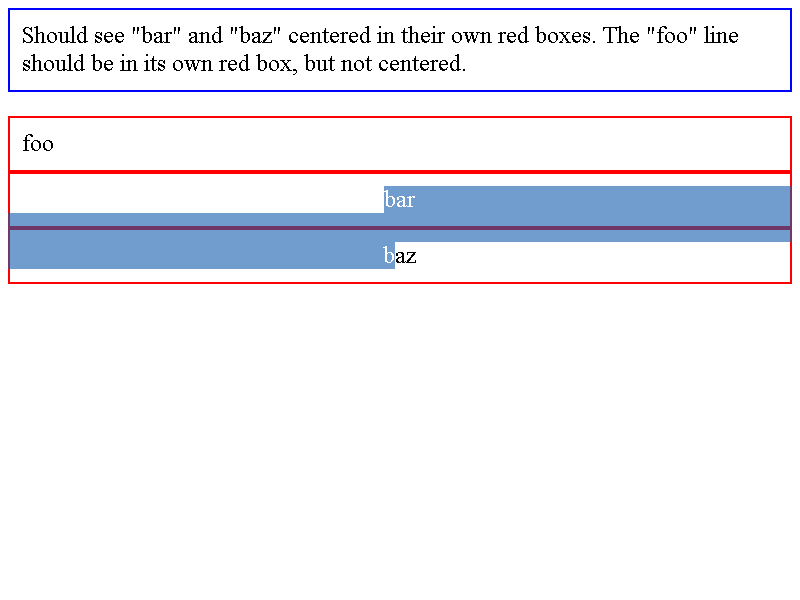 Should see "bar" and "baz" centered in their own red boxes. The "foo" line
should be in its own red box, but not centered.
foo
bar
baz